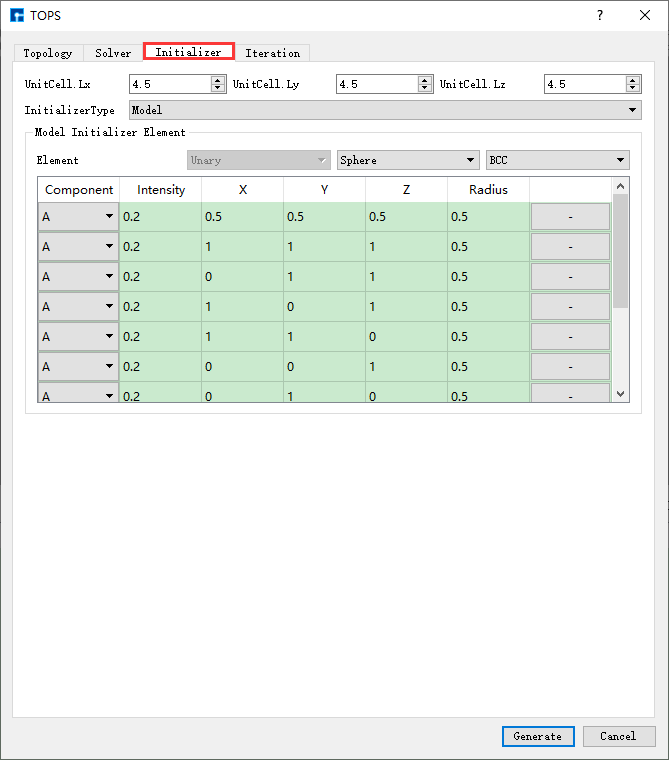 TOPS
Topology Solver Initializer Iteration
UnitCell.Lx 4.5 UnitCell.Ly 4.5 UnitCell.Lz 4.5
InitializerType Model
Model Initializer Element
Element Unary Sphere BCC
Component Intensity X Y Z Radius
A 0.2 0.5 0.5 0.5 0.5 -
A 0.2 1 1 1 0.5 -
A 0.2 0 1 1 0.5 -
A 0.2 1 0 1 0.5 -
A 0.2 1 1 0 0.5 -
A 0.2 0 0 1 0.5 -
A 0.2 0 1 0 0.5 -
Generate Cancel